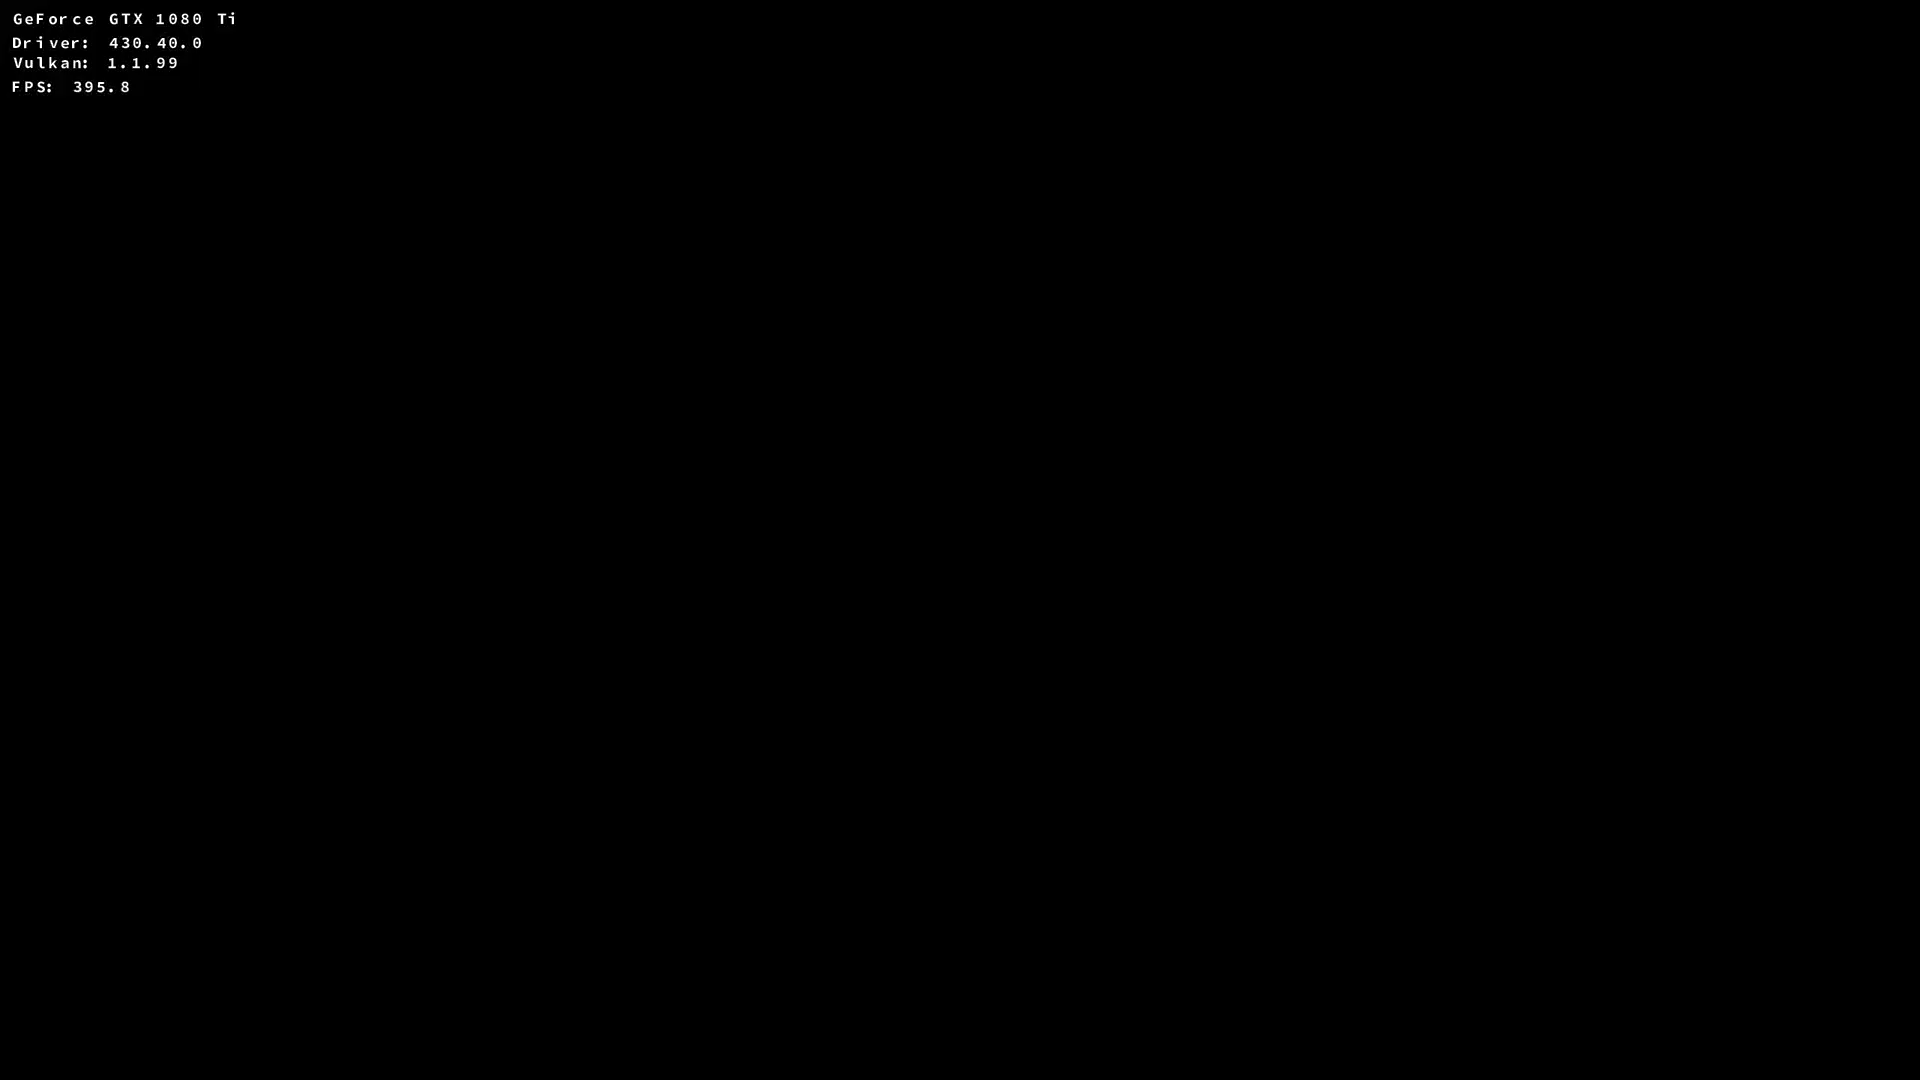 GeForce GTX 1080 Ti
Driver: 430.40.0
Vulkan: 1.1.99
FPS: 395.8